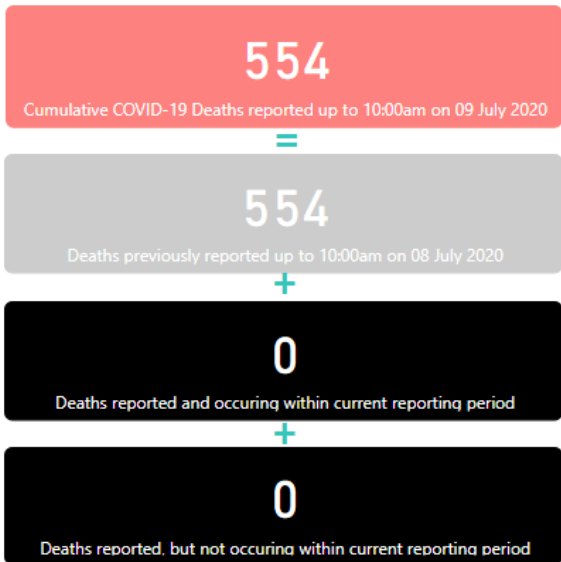 554
Cumulative COVID-19 Deaths reported up to 10:00am on 09 July 2020
=
554
Deaths previously reported up to 10:00am on 08 July 2020
+
0
Deaths reported and occuring within current reporting period
+
0
Deaths reported, but not occuring within current reporting period